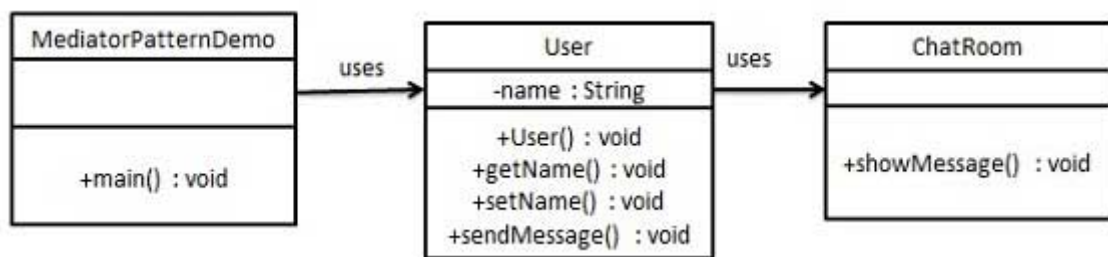 MediatorPatternDemo
+main() : void
uses
User
-name : String
+User() : void
+getName() : void
+setName() : void
+sendMessage() : void
uses
ChatRoom
+showMessage() : void